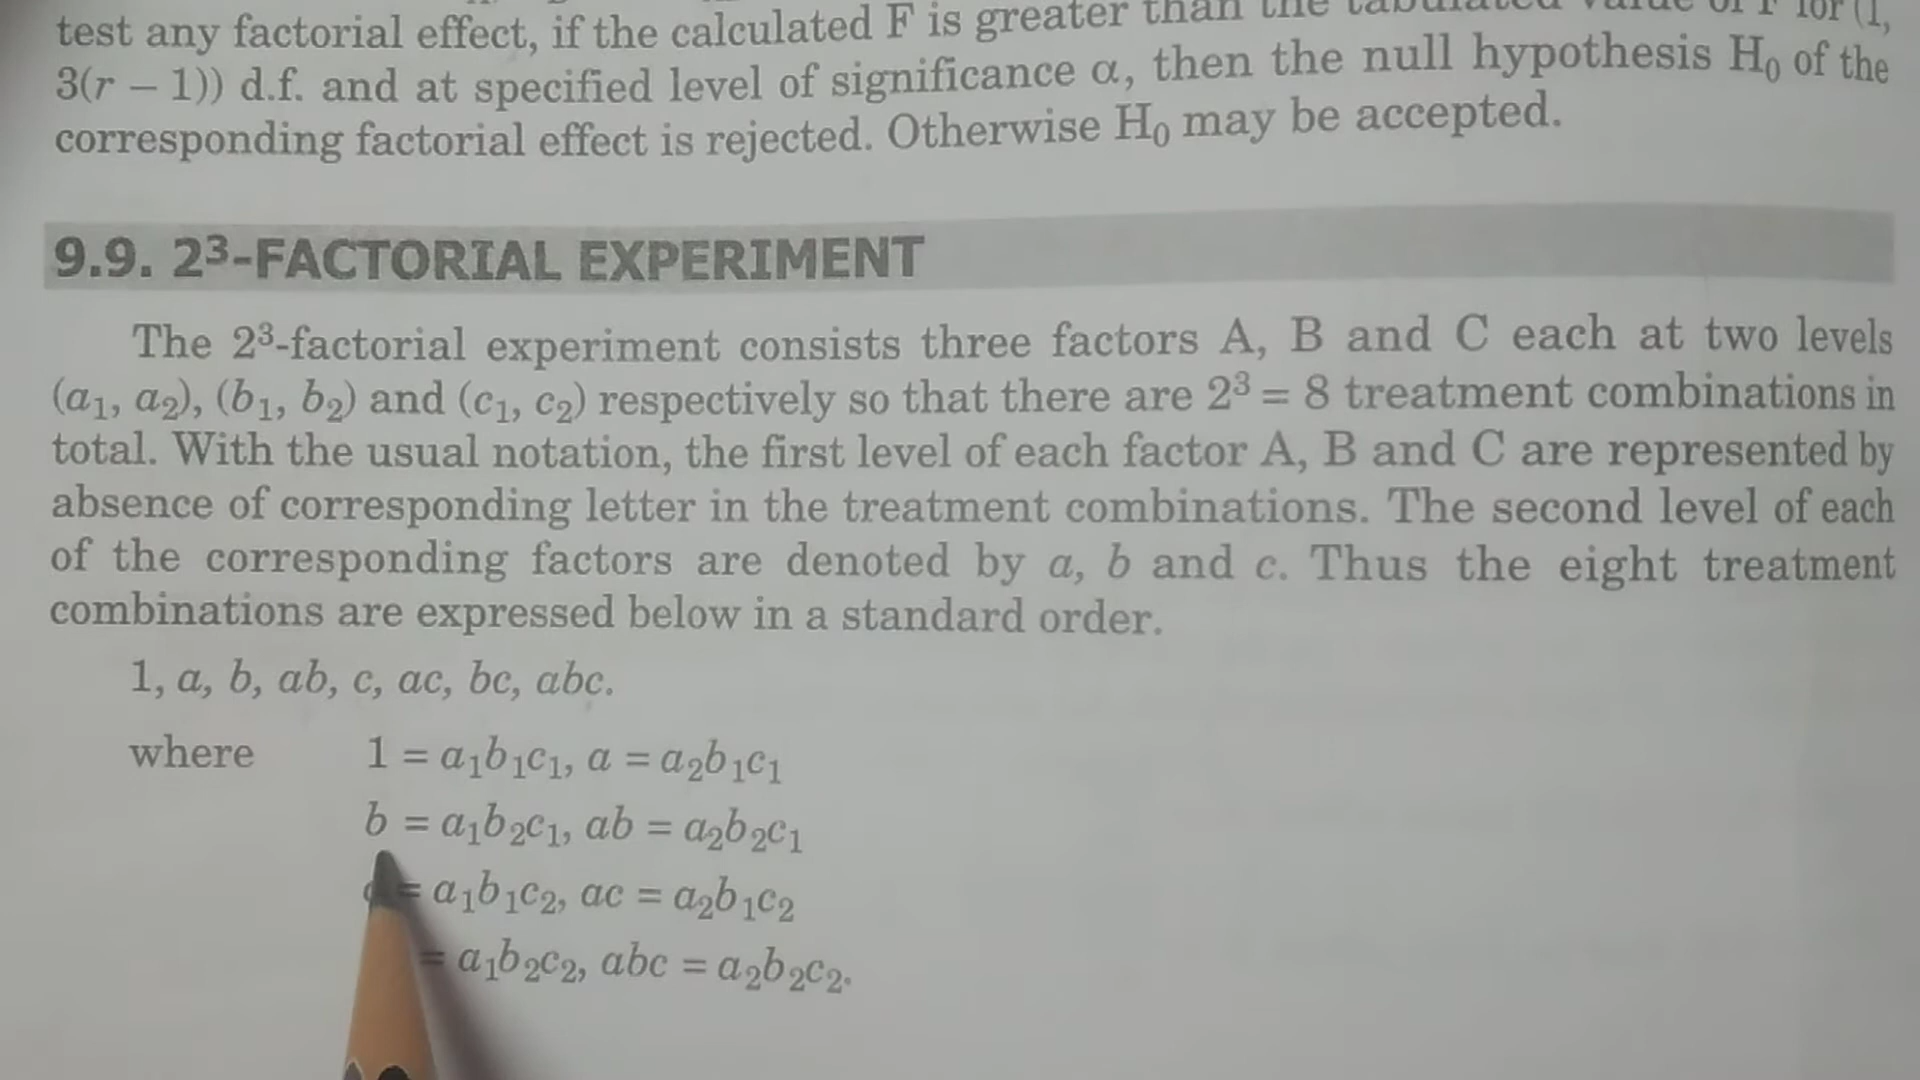 test any factorial effect, if the calculated F is greater than the tabulated value of F for (1,
3(r – 1)) d.f. and at specified level of significance α, then the null hypothesis H₀ of the
corresponding factorial effect is rejected. Otherwise H₀ may be accepted.
9.9. 2³-FACTORIAL EXPERIMENT
The 2³-factorial experiment consists three factors A, B and C each at two levels
(a₁, a₂), (b₁, b₂) and (c₁, c₂) respectively so that there are 2³ = 8 treatment combinations in
total. With the usual notation, the first level of each factor A, B and C are represented by
absence of corresponding letter in the treatment combinations. The second level of each
of the corresponding factors are denoted by a, b and c. Thus the eight treatment
combinations are expressed below in a standard order.
1, a, b, ab, c, ac, bc, abc.
where 1 = a₁b₁c₁, a = a₂b₁c₁
b = a₁b₂c₁, ab = a₂b₂c₁
= a₁b₁c₂, ac = a₂b₁c₂
= a₁b₂c₂, abc = a₂b₂c₂.